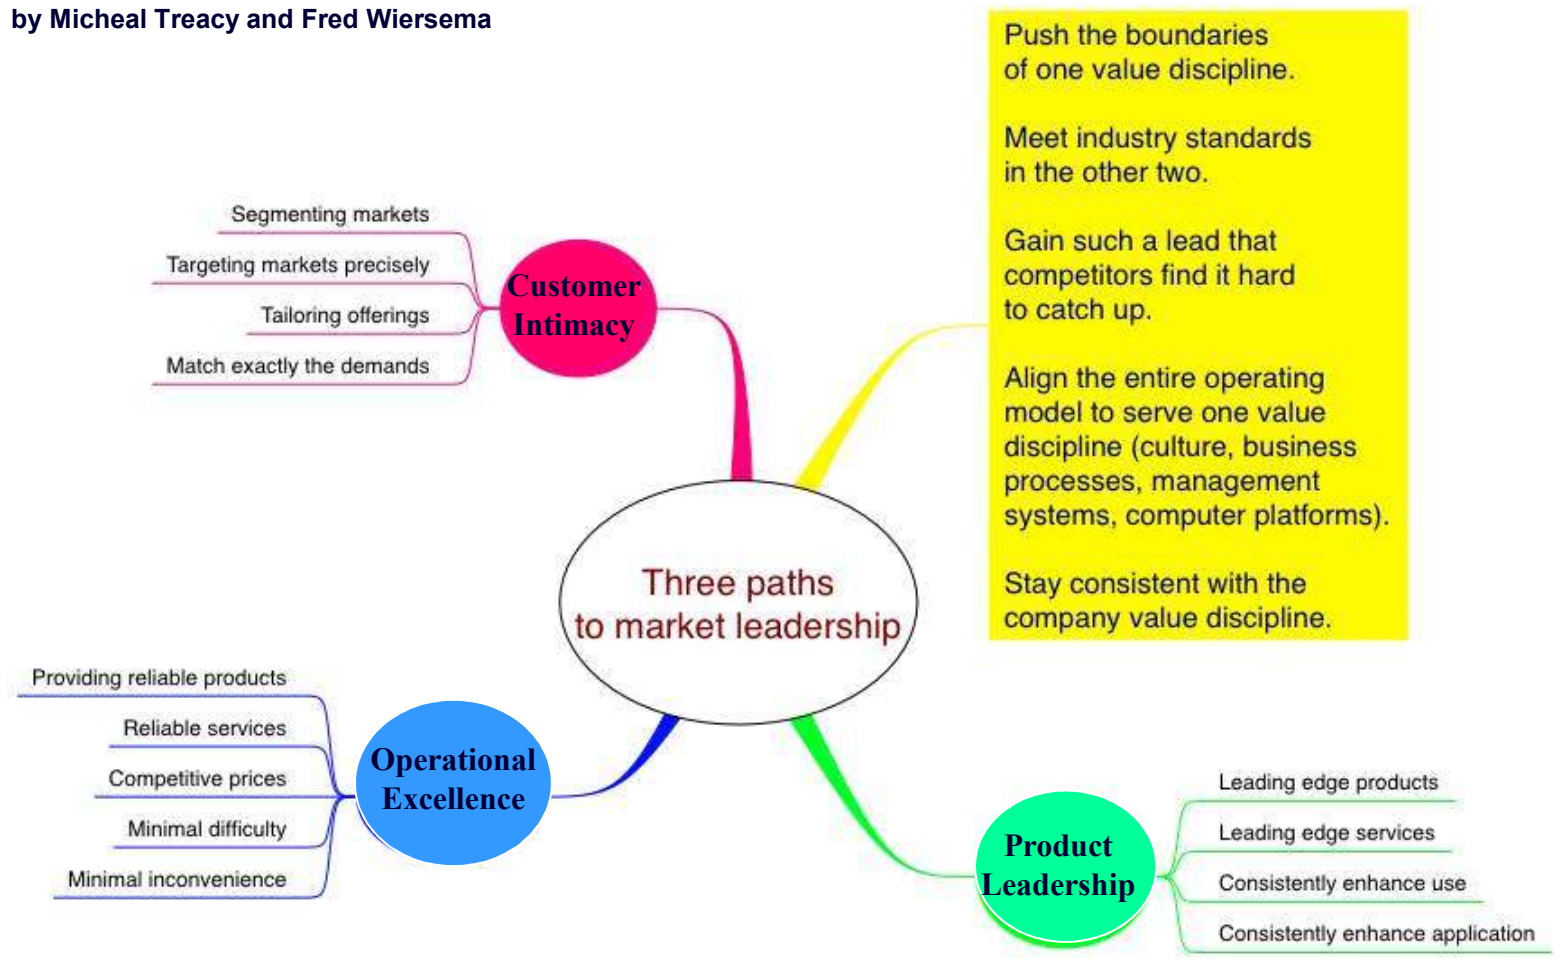 by Micheal Treacy and Fred Wiersema
Push the boundaries
of one value discipline.
Meet industry standards
in the other two.
Gain such a lead that
competitors find it hard
to catch up.
Align the entire operating
model to serve one value
discipline (culture, business
processes, management
systems, computer platforms).
Stay consistent with the
company value discipline.
Segmenting markets
Targeting markets precisely
Tailoring offerings
Match exactly the demands
Customer
Intimacy
Three paths
to market leadership
Providing reliable products
Reliable services
Competitive prices
Minimal difficulty
Minimal inconvenience
Operational
Excellence
Product
Leadership
Leading edge products
Leading edge services
Consistently enhance use
Consistently enhance application